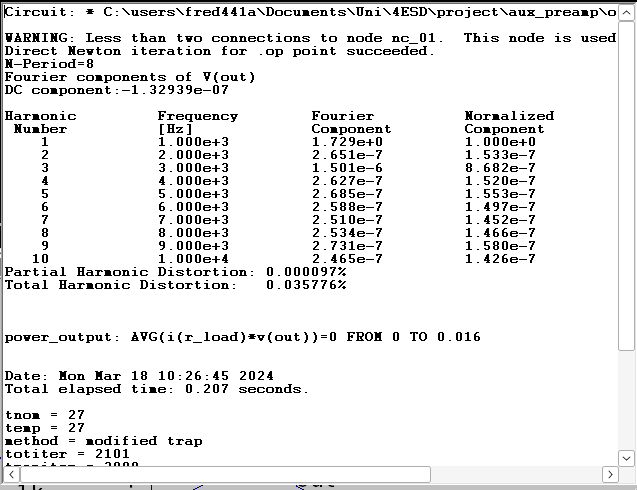 Circuit: * C:\users\fred441a\Documents\Uni\4ESD\project\aux_preamp\o
WARNING: Less than two connections to node nc_01.  This node is used
Direct Newton iteration for .op point succeeded.
N-Period=8
Fourier components of V(out)
DC component:-1.32939e-07
Harmonic Frequency Fourier Normalized
Number [Hz] Component Component
1 1.000e+3 1.729e+0 1.000e+0
2 2.000e+3 2.651e-7 1.533e-7
3 3.000e+3 1.501e-6 8.682e-7
4 4.000e+3 2.627e-7 1.520e-7
5 5.000e+3 2.685e-7 1.553e-7
6 6.000e+3 2.588e-7 1.497e-7
7 7.000e+3 2.510e-7 1.452e-7
8 8.000e+3 2.534e-7 1.466e-7
9 9.000e+3 2.731e-7 1.580e-7
10 1.000e+4 2.465e-7 1.426e-7
Partial Harmonic Distortion: 0.000097%
Total Harmonic Distortion:   0.035776%
power_output: AVG(i(r_load)*v(out))=0 FROM 0 TO 0.016
Date: Mon Mar 18 10:26:45 2024
Total elapsed time: 0.207 seconds.
tnom = 27
temp = 27
method = modified trap
totiter = 2101